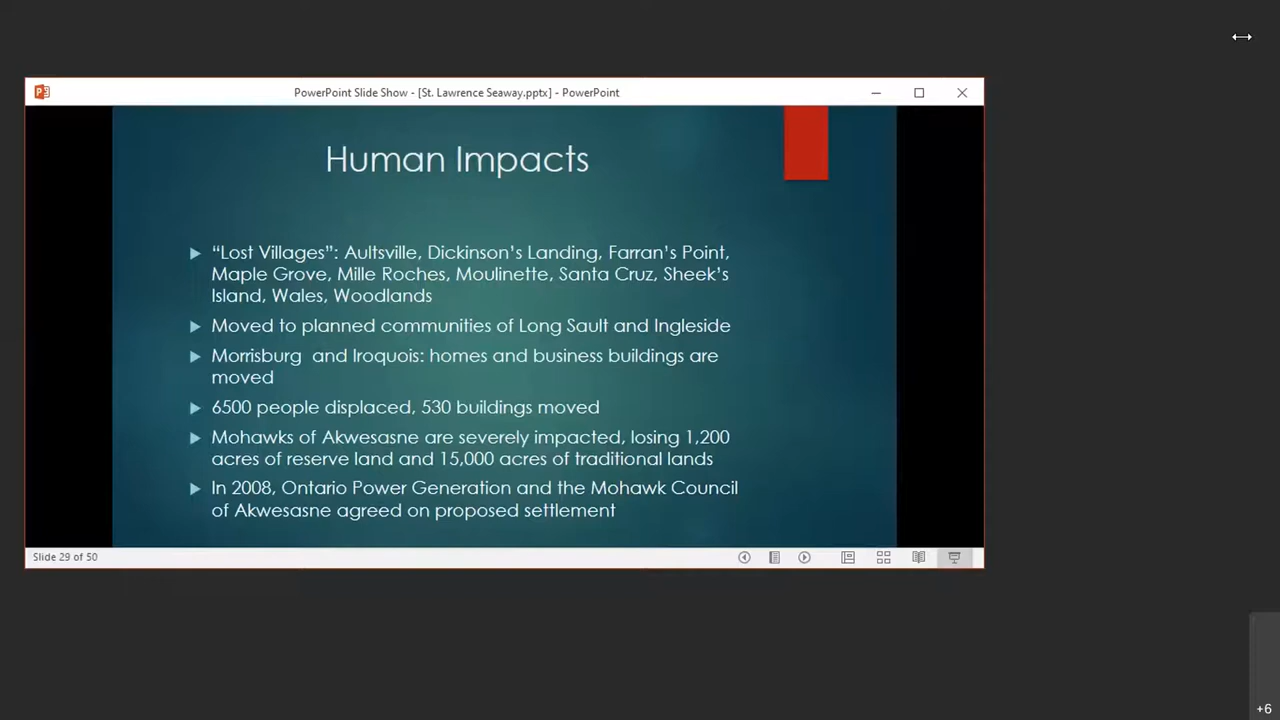 PowerPoint Slide Show - [St. Lawrence Seaway.pptx] - PowerPoint
Human Impacts
“Lost Villages”: Aultsville, Dickinson’s Landing, Farran’s Point,
Maple Grove, Mille Roches, Moulinette, Santa Cruz, Sheek’s
Island, Wales, Woodlands
Moved to planned communities of Long Sault and Ingleside
Morrisburg  and Iroquois: homes and business buildings are
moved
6500 people displaced, 530 buildings moved
Mohawks of Akwesasne are severely impacted, losing 1,200
acres of reserve land and 15,000 acres of traditional lands
In 2008, Ontario Power Generation and the Mohawk Council
of Akwesasne agreed on proposed settlement
Slide 29 of 50
+6